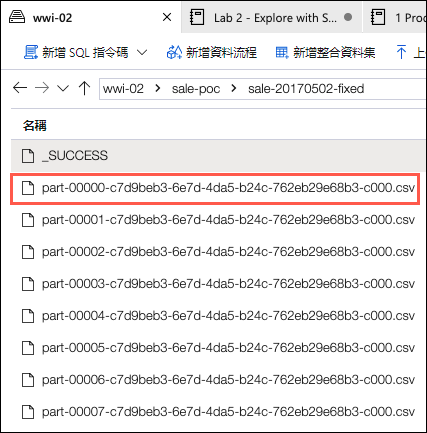 wwi-02 Lab 2 - Explore with S... 1 Proc
新增 SQL 指令碼 新增資料流程 新增整合資料集 上
wwi-02 sale-poc sale-20170502-fixed
名稱
_SUCCESS
part-00000-c7d9beb3-6e7d-4da5-b24c-762eb29e68b3-c000.csv
part-00001-c7d9beb3-6e7d-4da5-b24c-762eb29e68b3-c000.csv
part-00002-c7d9beb3-6e7d-4da5-b24c-762eb29e68b3-c000.csv
part-00003-c7d9beb3-6e7d-4da5-b24c-762eb29e68b3-c000.csv
part-00004-c7d9beb3-6e7d-4da5-b24c-762eb29e68b3-c000.csv
part-00005-c7d9beb3-6e7d-4da5-b24c-762eb29e68b3-c000.csv
part-00006-c7d9beb3-6e7d-4da5-b24c-762eb29e68b3-c000.csv
part-00007-c7d9beb3-6e7d-4da5-b24c-762eb29e68b3-c000.csv